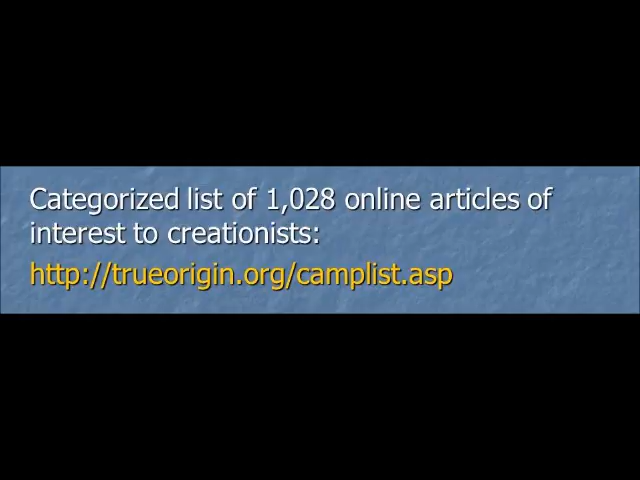 Categorized list of 1,028 online articles of
interest to creationists:
http://trueorigin.org/camplist.asp